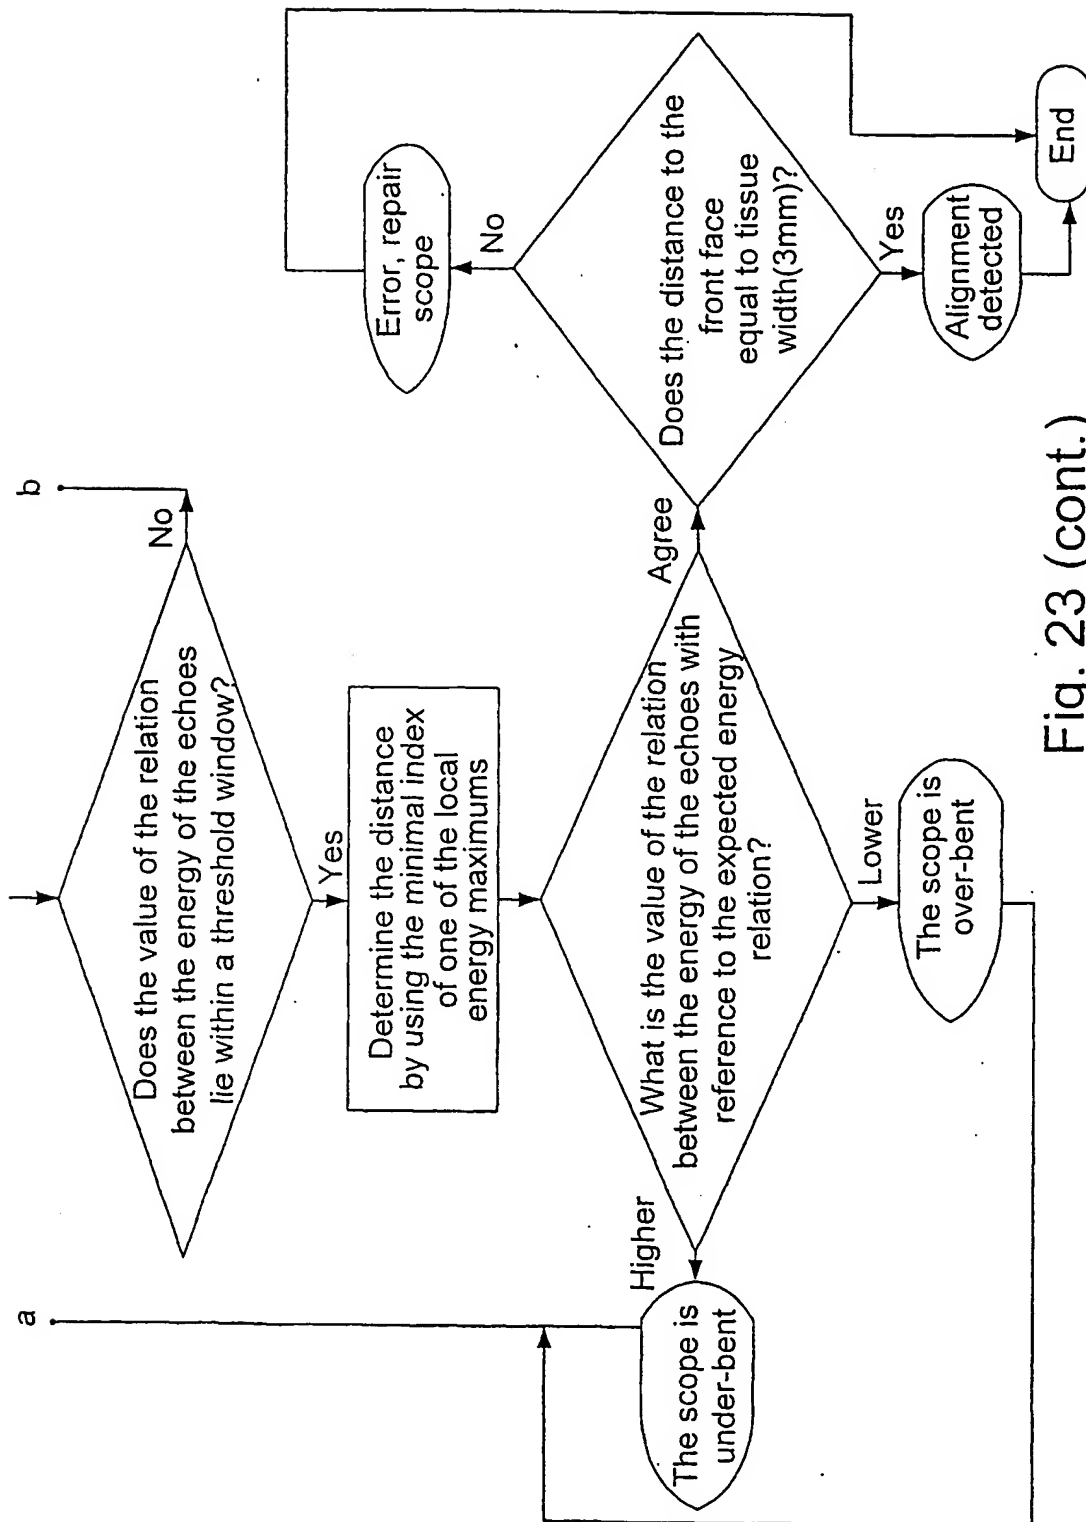 a
b
Does the value of the relation
between the energy of the echoes
lie within a threshold window?
No
Yes
Determine the distance
by using the minimal index
of one of the local
energy maximums
What is the value of the relation
between the energy of the echoes with
reference to the expected energy
relation?
Higher
The scope is
under-bent
Lower
The scope is
over-bent
Agree
Does the distance to the
front face
equal to tissue
width(3mm)?
No
Error, repair
scope
Yes
Alignment
detected
End
Fig. 23 (cont.)